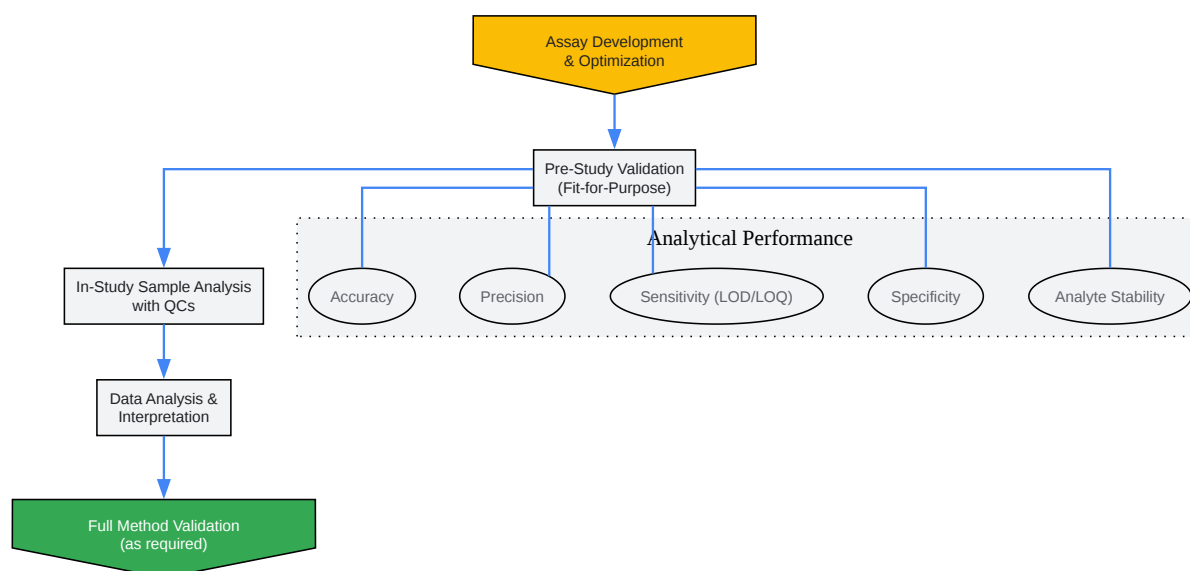 Assay Development
& Optimization
Pre-Study Validation
(Fit-for-Purpose)
Analytical Performance
Accuracy
Precision
Sensitivity (LOD/LOQ)
Specificity
Analyte Stability
In-Study Sample Analysis
with QCs
Data Analysis &
Interpretation
Full Method Validation
(as required)